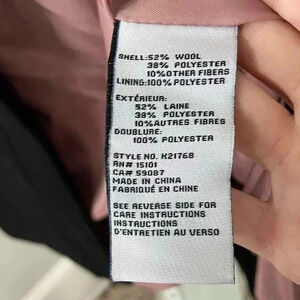 SHELL:52% WOOL
38% POLYESTER
10%OTHER FIBERS
LINING:100% POLYESTER
EXTÉRIEUR:
52% LAINE
38% POLYESTER
10%AUTRES FIBRES
DOUBLURE:
100% POLYESTER
STYLE NO. K21768
RN# 15101
CA# 59087
MADE IN CHINA
FABRIQUÉ EN CHINE
SEE REVERSE SIDE FOR
CARE INSTRUCTIONS
INSTRUCTIONS
D'ENTRETIEN AU VERSO